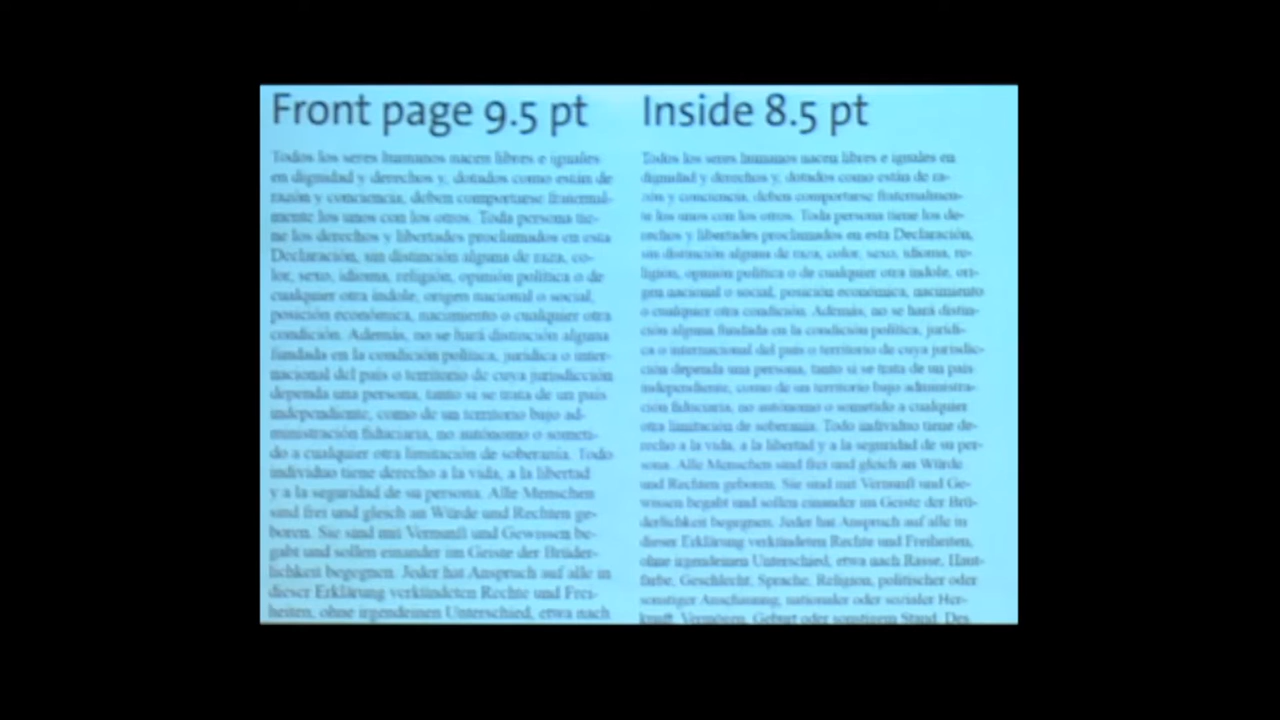 Front page 9.5 pt
Todos los seres humanos nacen libres e iguales
en dignidad y derechos y, dotados como están de
razón y conciencia, deben comportarse fraternal-
mente los unos con los otros. Toda persona tie-
ne los derechos y libertades proclamados en esta
Declaración, sin distinción alguna de raza, co-
lor, sexo, idioma, religión, opinión política o de
cualquier otra índole, origen nacional o social,
posición económica, nacimiento o cualquier otra
condición. Además, no se hará distinción alguna
fundada en la condición política, jurídica o inter-
nacional del país o territorio de cuya jurisdicción
dependa una persona, tanto si se trata de un país
independiente, como de un territorio bajo ad-
ministración fiduciaria, no autónomo o someti-
do a cualquier otra limitación de soberanía. Todo
individuo tiene derecho a la vida, a la libertad
y a la seguridad de su persona. Alle Menschen
sind frei und gleich an Würde und Rechten ge-
boren. Sie sind mit Vernunft und Gewissen be-
gabt und sollen einander im Geiste der Brüder-
lichkeit begegnen. Jeder hat Anspruch auf alle in
dieser Erklärung verkündeten Rechte und Frei-
heiten, ohne irgendeinen Unterschied, etwa nach
Inside 8.5 pt
Todos los seres humanos nacen libres e iguales en
dignidad y derechos y, dotados como están de ra-
zón y conciencia, deben comportarse fraternalmen-
te los unos con los otros. Toda persona tiene los de-
rechos y libertades proclamados en esta Declaración,
sin distinción alguna de raza, color, sexo, idioma, re-
ligión, opinión política o de cualquier otra índole, ori-
gen nacional o social, posición económica, nacimiento
o cualquier otra condición. Además, no se hará distin-
ción alguna fundada en la condición política, jurídi-
ca o internacional del país o territorio de cuya jurisdic-
ción dependa una persona, tanto si se trata de un país
independiente, como de un territorio bajo administra-
ción fiduciaria, no autónomo o sometido a cualquier
otra limitación de soberanía. Todo individuo tiene de-
recho a la vida, a la libertad y a la seguridad de su per-
sona. Alle Menschen sind frei und gleich an Würde
und Rechten geboren. Sie sind mit Vernunft und Ge-
wissen begabt und sollen einander im Geiste der Brü-
derlichkeit begegnen. Jeder hat Anspruch auf alle in
dieser Erklärung verkündeten Rechte und Freiheiten,
ohne irgendeinen Unterschied, etwa nach Rasse, Haut-
farbe, Geschlecht, Sprache, Religion, politischer oder
sonstiger Anschauung, nationaler oder sozialer Her-
kunft, Vermögen, Geburt oder sonstigem Stand. Des